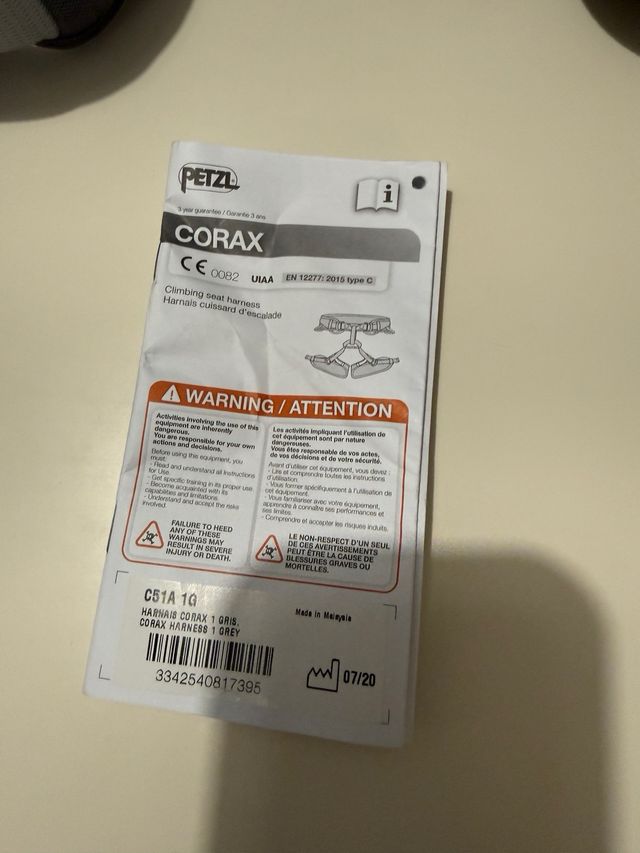 PETZL
i
3 year guarantee / Garantie 3 ans
CORAX
CE 0082 UIAA EN 12277: 2015 type C
Climbing seat harness
Harnais cuissard d'escalade
WARNING / ATTENTION
Activities involving the use of this
equipment are inherently
dangerous.
You are responsible for your own
actions and decisions.
Before using this equipment, you
must:
- Read and understand all Instructions
for Use.
- Get specific training in its proper use.
- Become acquainted with its
capabilities and limitations.
- Understand and accept the risks
involved.
FAILURE TO HEED
ANY OF THESE
WARNINGS MAY
RESULT IN SEVERE
INJURY OR DEATH.
Les activités impliquant l'utilisation de
cet équipement sont par nature
dangereuses.
Vous êtes responsable de vos actes,
de vos décisions et de votre sécurité.
Avant d'utiliser cet équipement, vous devez :
- Lire et comprendre toutes les instructions
d'utilisation.
- Vous former spécifiquement à l'utilisation de
cet équipement.
- Vous familiariser avec votre équipement,
apprendre à connaître ses performances et
ses limites.
- Comprendre et accepter les risques induits.
LE NON-RESPECT D'UN SEUL
DE CES AVERTISSEMENTS
PEUT ÊTRE LA CAUSE DE
BLESSURES GRAVES OU
MORTELLES.
C51A 1G
HARNAIS CORAX 1 GRIS.
CORAX HARNESS 1 GREY
Made in Malaysia
3342540817395
07/20